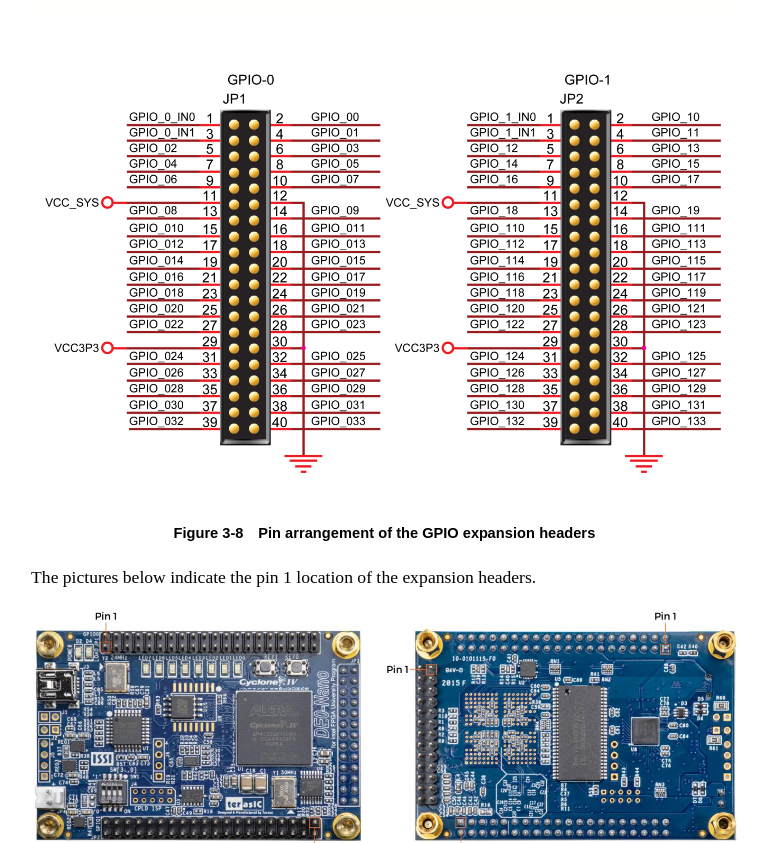 GPIO-0 GPIO-1
JP1 JP2
GPIO_0_IN0 1 2 GPIO_00 GPIO_1_IN0 1 2 GPIO_10
GPIO_0_IN1 3 4 GPIO_01 GPIO_1_IN1 3 4 GPIO_11
GPIO_02 5 6 GPIO_03 GPIO_12 5 6 GPIO_13
GPIO_04 7 8 GPIO_05 GPIO_14 7 8 GPIO_15
GPIO_06 9 10 GPIO_07 GPIO_16 9 10 GPIO_17
VCC_SYS 11 12 VCC_SYS 11 12
GPIO_08 13 14 GPIO_09 GPIO_18 13 14 GPIO_19
GPIO_010 15 16 GPIO_011 GPIO_110 15 16 GPIO_111
GPIO_012 17 18 GPIO_013 GPIO_112 17 18 GPIO_113
GPIO_014 19 20 GPIO_015 GPIO_114 19 20 GPIO_115
GPIO_016 21 22 GPIO_017 GPIO_116 21 22 GPIO_117
GPIO_018 23 24 GPIO_019 GPIO_118 23 24 GPIO_119
GPIO_020 25 26 GPIO_021 GPIO_120 25 26 GPIO_121
GPIO_022 27 28 GPIO_023 GPIO_122 27 28 GPIO_123
VCC3P3 29 30 VCC3P3 29 30
GPIO_024 31 32 GPIO_025 GPIO_124 31 32 GPIO_125
GPIO_026 33 34 GPIO_027 GPIO_126 33 34 GPIO_127
GPIO_028 35 36 GPIO_029 GPIO_128 35 36 GPIO_129
GPIO_030 37 38 GPIO_031 GPIO_130 37 38 GPIO_131
GPIO_032 39 40 GPIO_033 GPIO_132 39 40 GPIO_133
Figure 3-8 Pin arrangement of the GPIO expansion headers
The pictures below indicate the pin 1 location of the expansion headers.
Pin 1 Pin 1
Pin 1
10-0101115-F0
2015
Cyclone IV
DE0-Nano
ISSI
CPLD ISP
terasIC